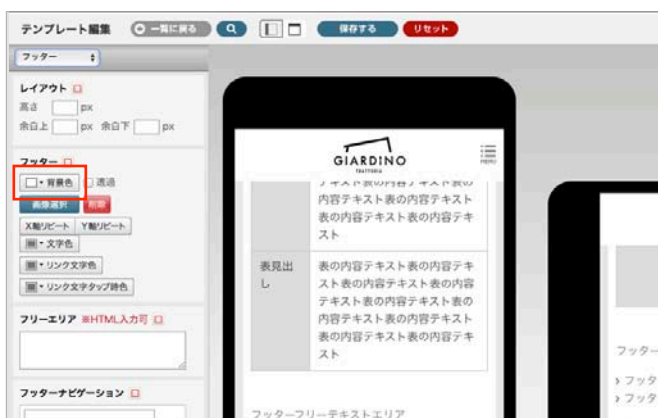 テンプレート編集 一覧に戻る 保存する リセット
フッター
レイアウト
高さ px
余白上 px 余白下 px
フッター
背景色 透過
画像選択 削除
X軸リピート Y軸リピート
文字色
リンク文字色
リンク文字タップ時色
フリーエリア ※HTML入力可
フッターナビゲーション
GIARDINO
TRATTORIA
MENU
テキスト表の内容テキスト表の
内容テキスト表の内容テキスト
表の内容テキスト表の内容テキ
スト
表見出
し
表の内容テキスト表の内容テキ
スト表の内容テキスト表の内容
テキスト表の内容テキスト表の
内容テキスト表の内容テキスト
表の内容テキスト表の内容テキ
スト
フッターフリーテキストエリア
フッター
› フッタ
› フッタ